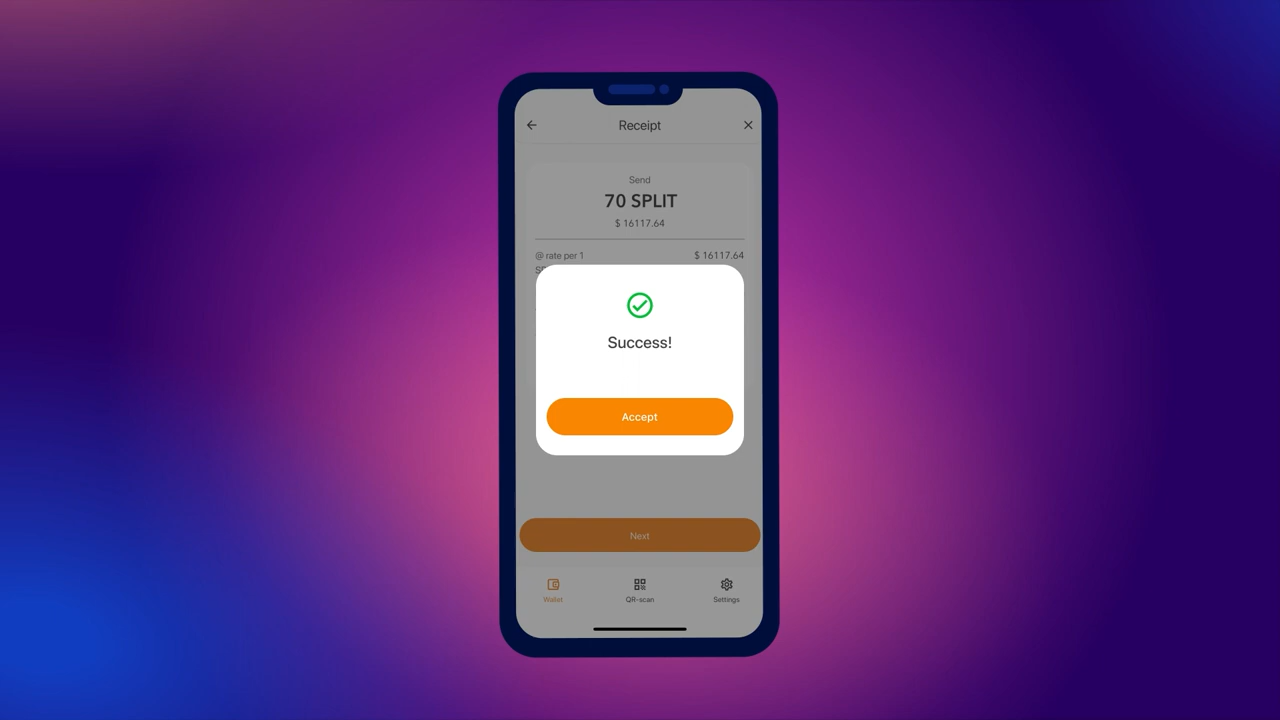 Receipt
Send
70 SPLIT
$ 16117.64
@ rate per 1
$ 16117.64
Success!
Accept
Next
Wallet
QR-scan
Settings